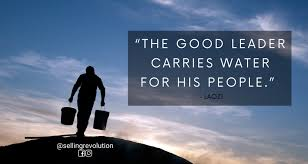 “THE GOOD LEADER
CARRIES WATER
FOR HIS PEOPLE.”
- LAOZI
@sellingrevolution